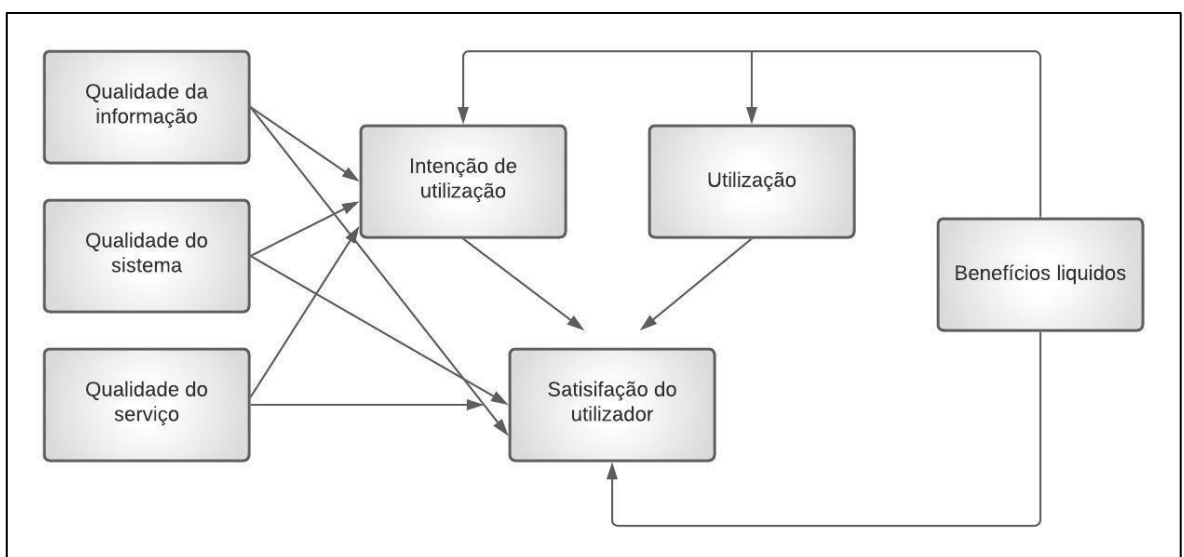 Qualidade da
informação
Intenção de
utilização
Utilização
Qualidade do
sistema
Benefícios liquidos
Qualidade do
serviço
Satisifação do
utilizador